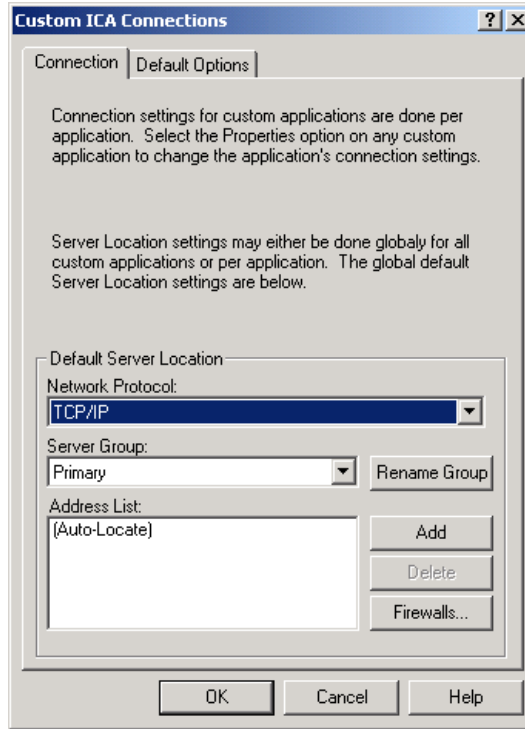 Custom ICA Connections
Connection
Default Options
Connection settings for custom applications are done per
application. Select the Properties option on any custom
application to change the application's connection settings.
Server Location settings may either be done globaly for all
custom applications or per application. The global default
Server Location settings are below.
Default Server Location
Network Protocol:
TCP/IP
Server Group:
Primary
Rename Group
Address List:
(Auto-Locate)
Add
Delete
Firewalls...
OK
Cancel
Help